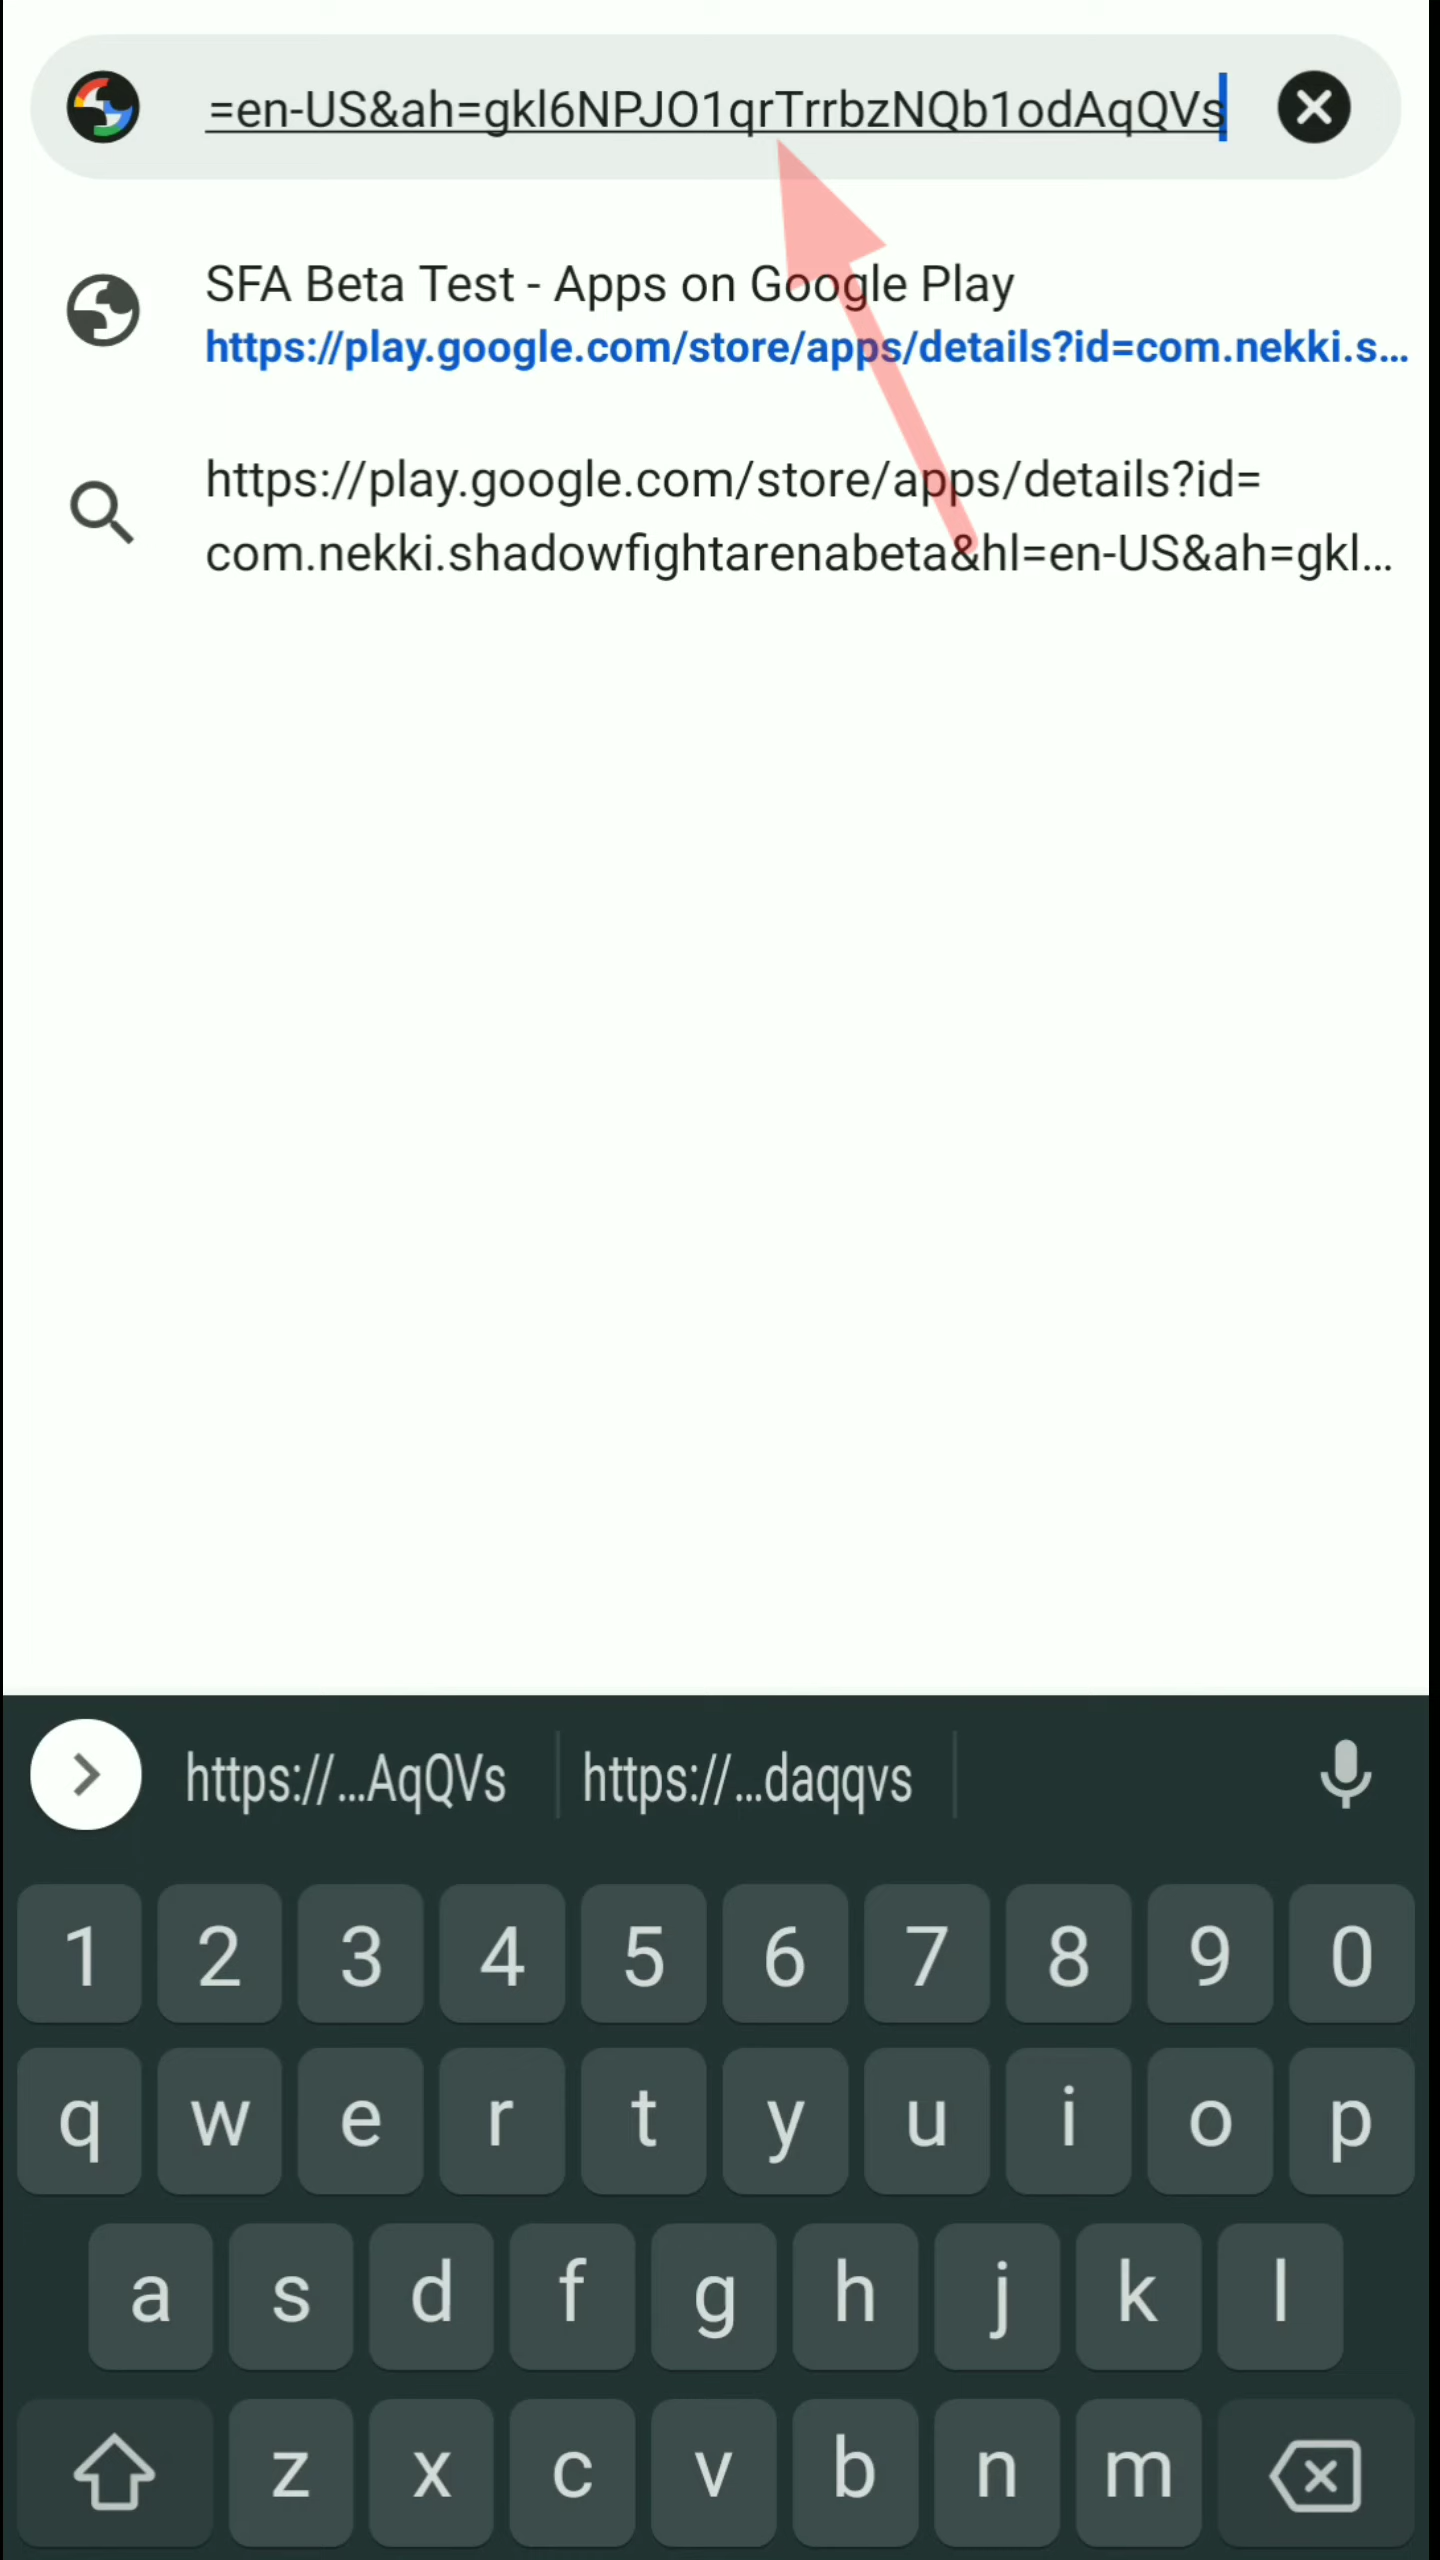 =en-US&ah=gkl6NPJO1qrTrrbzNQb1odAqQVs
SFA Beta Test - Apps on Google Play
https://play.google.com/store/apps/details?id=com.nekki.s...
https://play.google.com/store/apps/details?id=
com.nekki.shadowfightarenabeta&hl=en-US&ah=gkl...
https://...AqQVs https://...daqqvs
1 2 3 4 5 6 7 8 9 0
q w e r t y u i o p
a s d f g h j k l
z x c v b n m